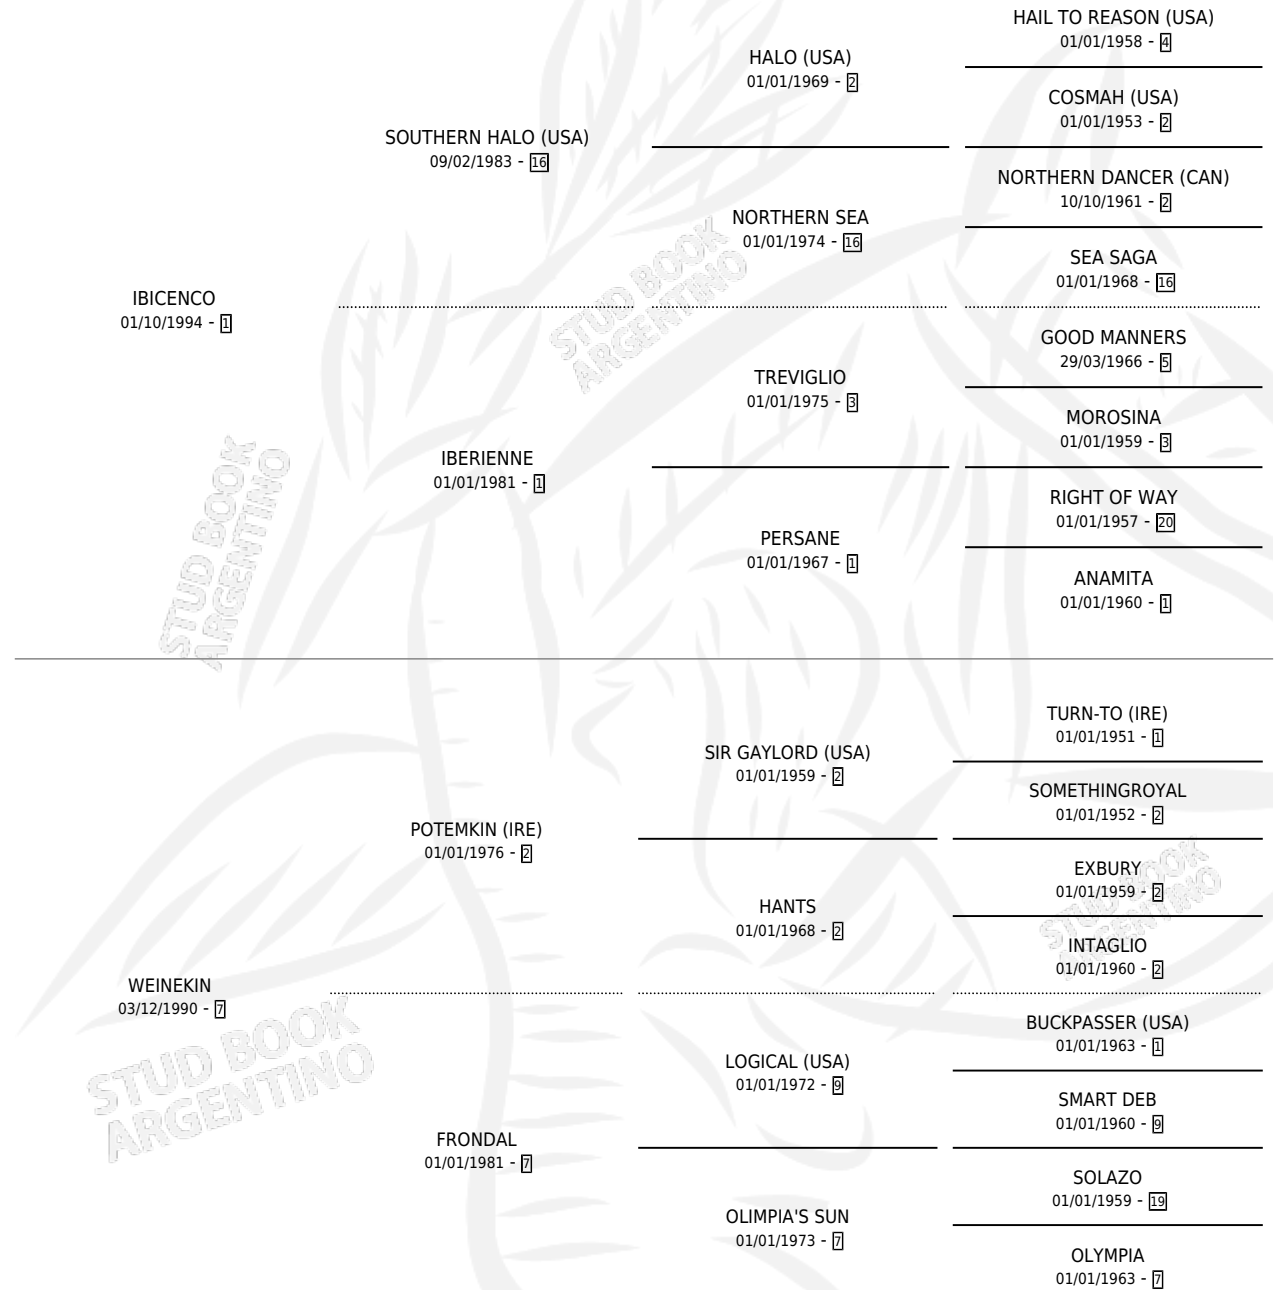 HAIL TO REASON (USA)
01/01/1958 - 4
HALO (USA)
01/01/1969 - 2
COSMAH (USA)
01/01/1953 - 2
SOUTHERN HALO (USA)
09/02/1983 - 16
NORTHERN DANCER (CAN)
10/10/1961 - 2
NORTHERN SEA
01/01/1974 - 16
SEA SAGA
01/01/1968 - 16
STUD BOOK
ARGENTINO
IBICENCO
01/10/1994 - 1
GOOD MANNERS
29/03/1966 - 5
TREVIGLIO
01/01/1975 - 3
MOROSINA
01/01/1959 - 3
IBERIENNE
01/01/1981 - 1
RIGHT OF WAY
01/01/1957 - 20
PERSANE
01/01/1967 - 1
ANAMITA
01/01/1960 - 1
STUD BOOK
ARGENTINO
TURN-TO (IRE)
01/01/1951 - 1
SIR GAYLORD (USA)
01/01/1959 - 2
SOMETHINGROYAL
01/01/1952 - 2
POTEMKIN (IRE)
01/01/1976 - 2
EXBURY
01/01/1959 - 2
HANTS
01/01/1968 - 2
INTAGLIO
01/01/1960 - 2
STUD BOOK
ARGENTINO
WEINEKIN
03/12/1990 - 7
BUCKPASSER (USA)
01/01/1963 - 1
LOGICAL (USA)
01/01/1972 - 9
SMART DEB
01/01/1960 - 9
STUD BOOK
ARGENTINO
FRONDAL
01/01/1981 - 7
SOLAZO
01/01/1959 - 19
OLIMPIA'S SUN
01/01/1973 - 7
OLYMPIA
01/01/1963 - 7